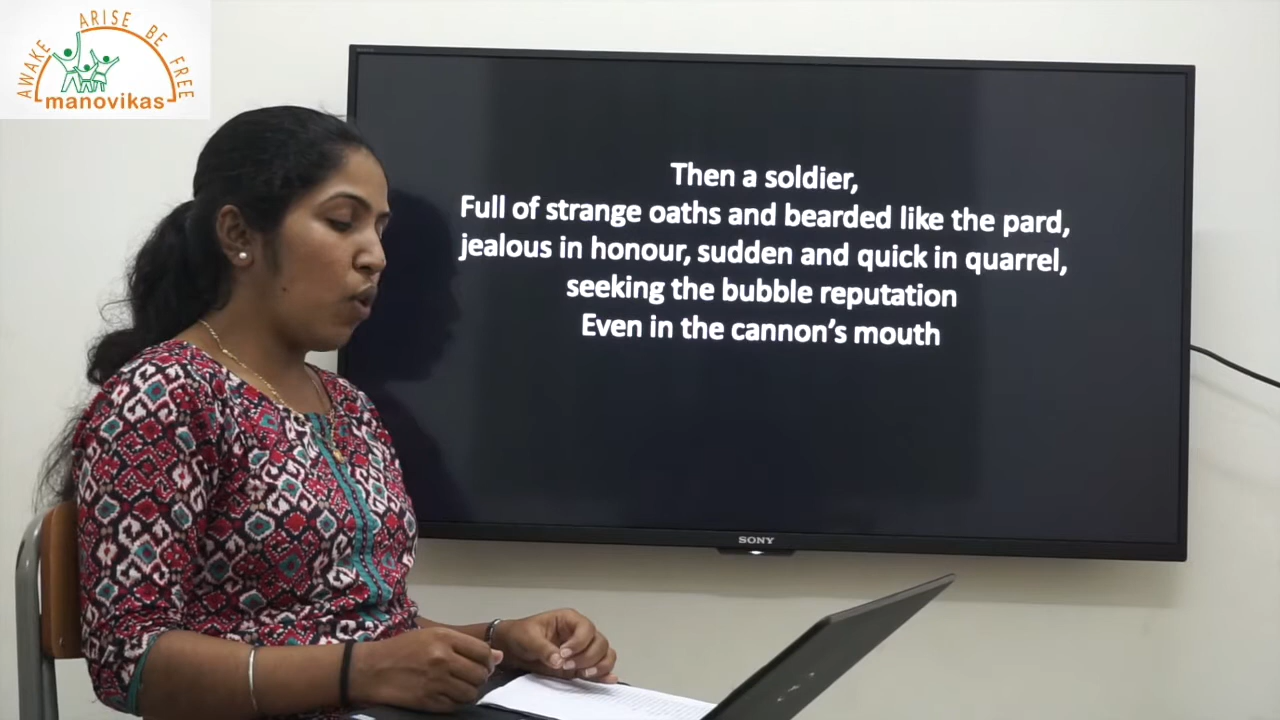 AWAKE ARISE BE FREE
manovikas
Then a soldier,
Full of strange oaths and bearded like the pard,
jealous in honour, sudden and quick in quarrel,
seeking the bubble reputation
Even in the cannon's mouth
SONY